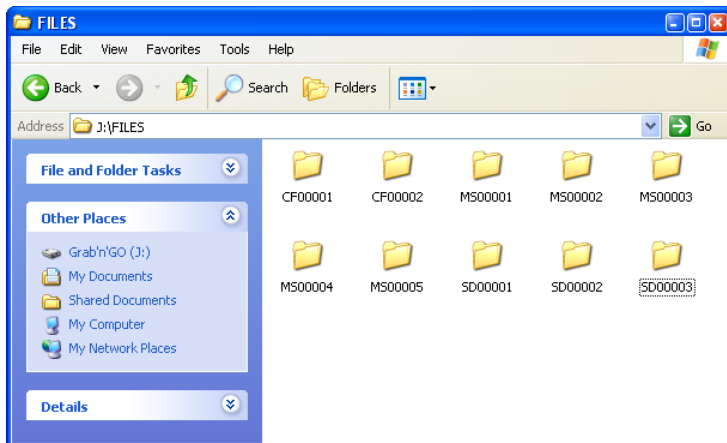 FILES
File Edit View Favorites Tools Help
Back Search Folders
Address J:\FILES Go
File and Folder Tasks
Other Places
Grab'n'GO (J:)
My Documents
Shared Documents
My Computer
My Network Places
Details
CF00001 CF00002 MS00001 MS00002 MS00003
MS00004 MS00005 SD00001 SD00002 SD00003